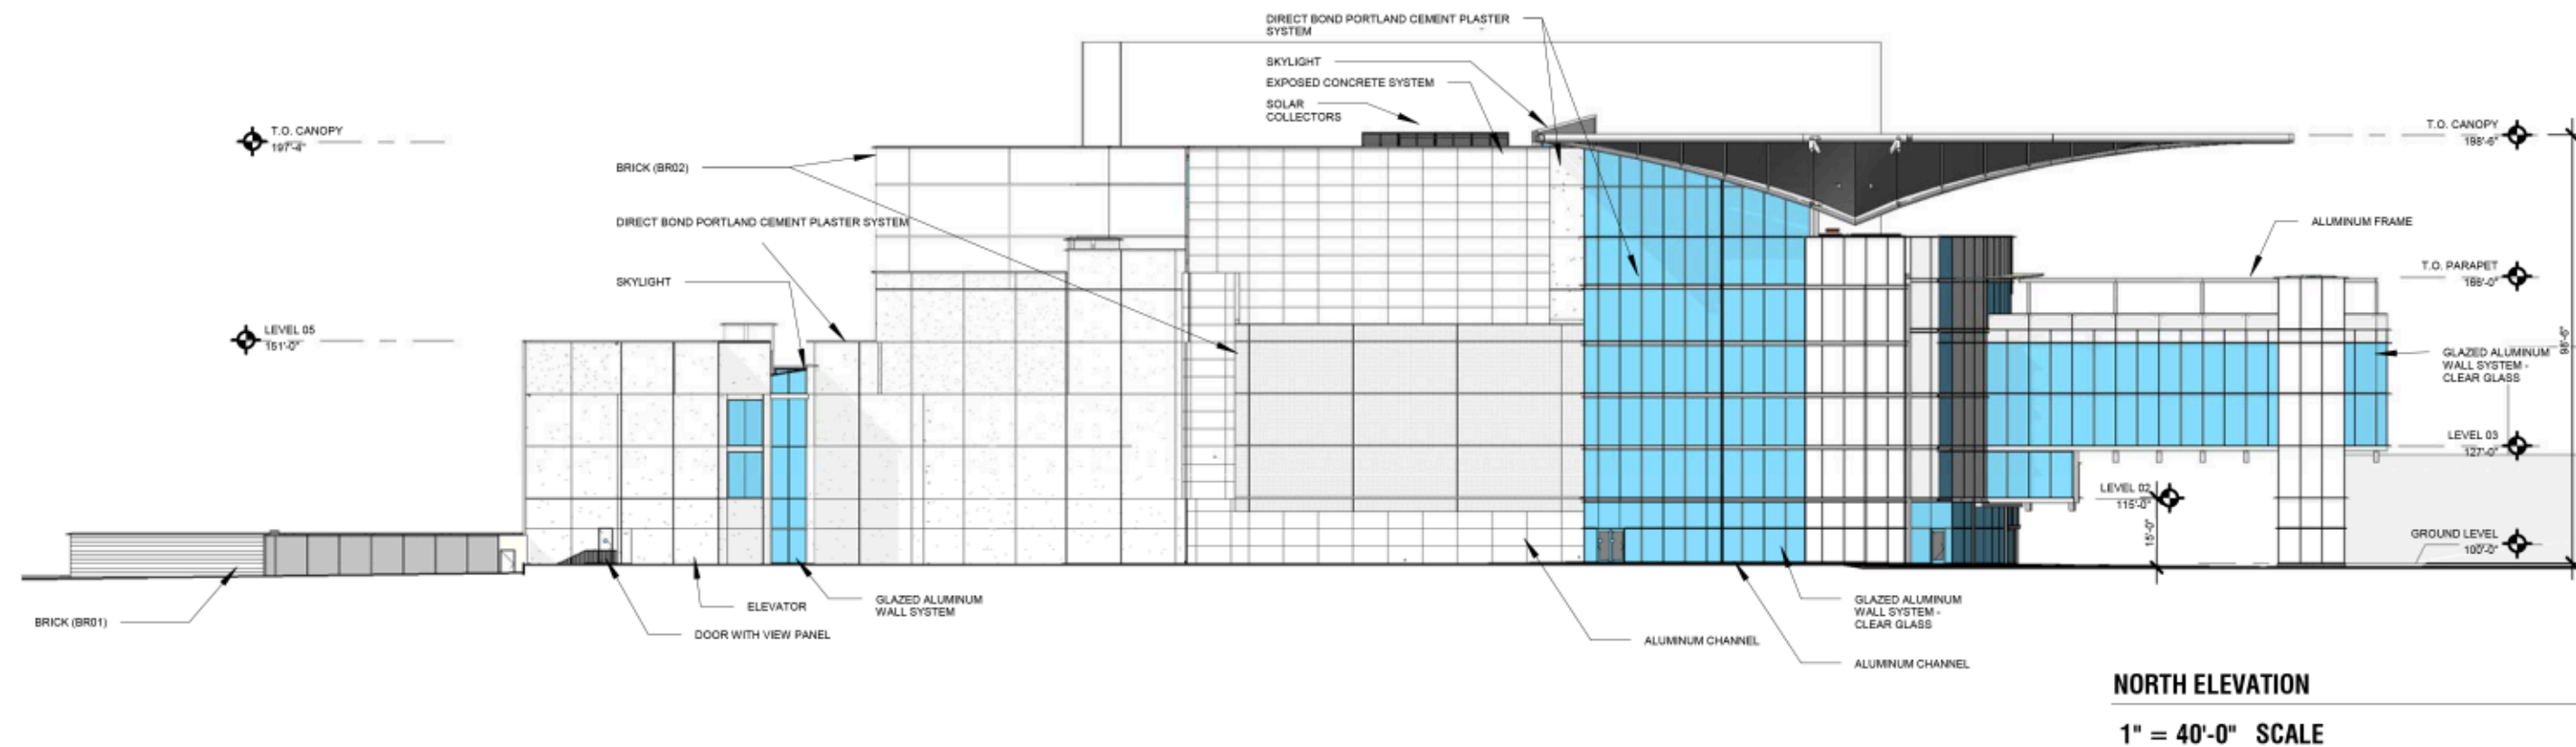 DIRECT BOND PORTLAND CEMENT PLASTER
SYSTEM
SKYLIGHT
EXPOSED CONCRETE SYSTEM
SOLAR
COLLECTORS
T.O. CANOPY
197'-4"
T.O. CANOPY
198'-6"
BRICK (BR02)
DIRECT BOND PORTLAND CEMENT PLASTER SYSTEM
ALUMINUM FRAME
SKYLIGHT
T.O. PARAPET
166'-0"
LEVEL 05
151'-0"
98'-6"
GLAZED ALUMINUM
WALL SYSTEM -
CLEAR GLASS
LEVEL 03
127'-0"
LEVEL 02
115'-0"
15'-0"
GROUND LEVEL
100'-0"
BRICK (BR01)
ELEVATOR
DOOR WITH VIEW PANEL
GLAZED ALUMINUM
WALL SYSTEM
GLAZED ALUMINUM
WALL SYSTEM -
CLEAR GLASS
ALUMINUM CHANNEL
ALUMINUM CHANNEL
NORTH ELEVATION
1" = 40'-0" SCALE